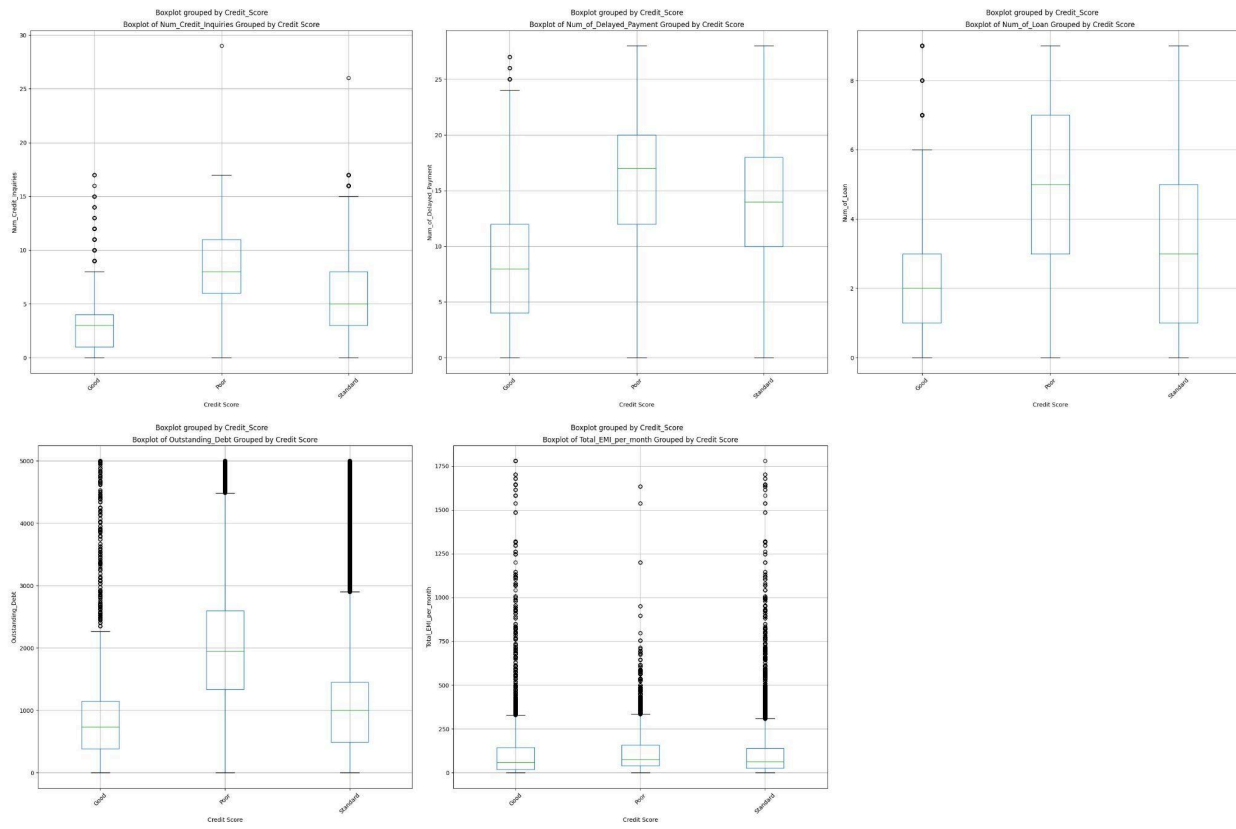 Boxplot grouped by Credit_Score
Boxplot of Num_Credit_Inquiries Grouped by Credit Score
30
25
20
15
10
5
0
Num_Credit_Inquiries
Good
Poor
Standard
Credit Score
Boxplot grouped by Credit_Score
Boxplot of Num_of_Delayed_Payment Grouped by Credit Score
25
20
15
10
5
0
Num_of_Delayed_Payment
Good
Poor
Standard
Credit Score
Boxplot grouped by Credit_Score
Boxplot of Num_of_Loan Grouped by Credit Score
8
6
4
2
0
Num_of_Loan
Good
Poor
Standard
Credit Score
Boxplot grouped by Credit_Score
Boxplot of Outstanding_Debt Grouped by Credit Score
5000
4000
3000
2000
1000
0
Outstanding_Debt
Good
Poor
Standard
Credit Score
Boxplot grouped by Credit_Score
Boxplot of Total_EMI_per_month Grouped by Credit Score
1750
1500
1250
1000
750
500
250
0
Total_EMI_per_month
Good
Poor
Standard
Credit Score